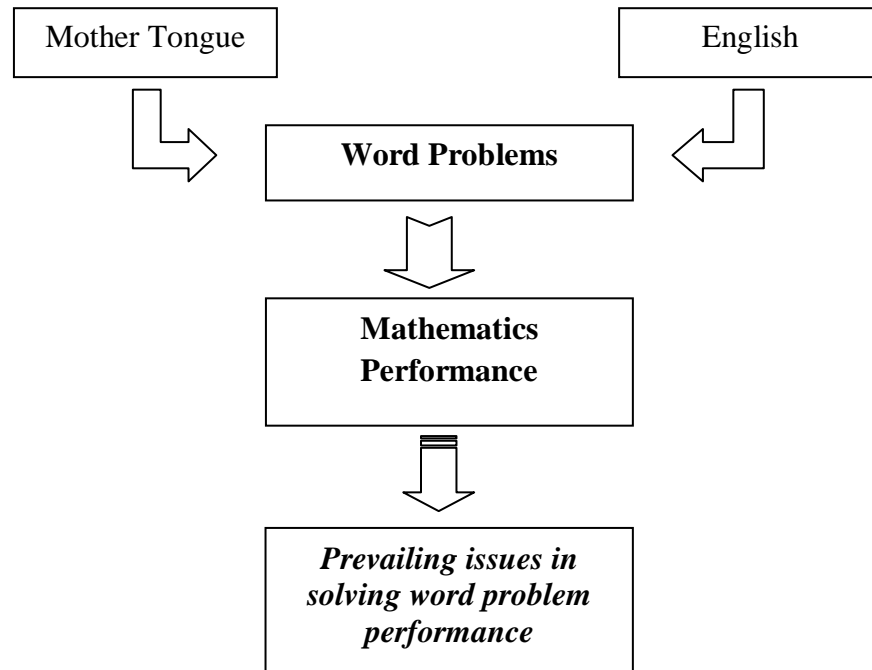 Mother Tongue
English
Word Problems
Mathematics
Performance
Prevailing issues in
solving word problem
performance